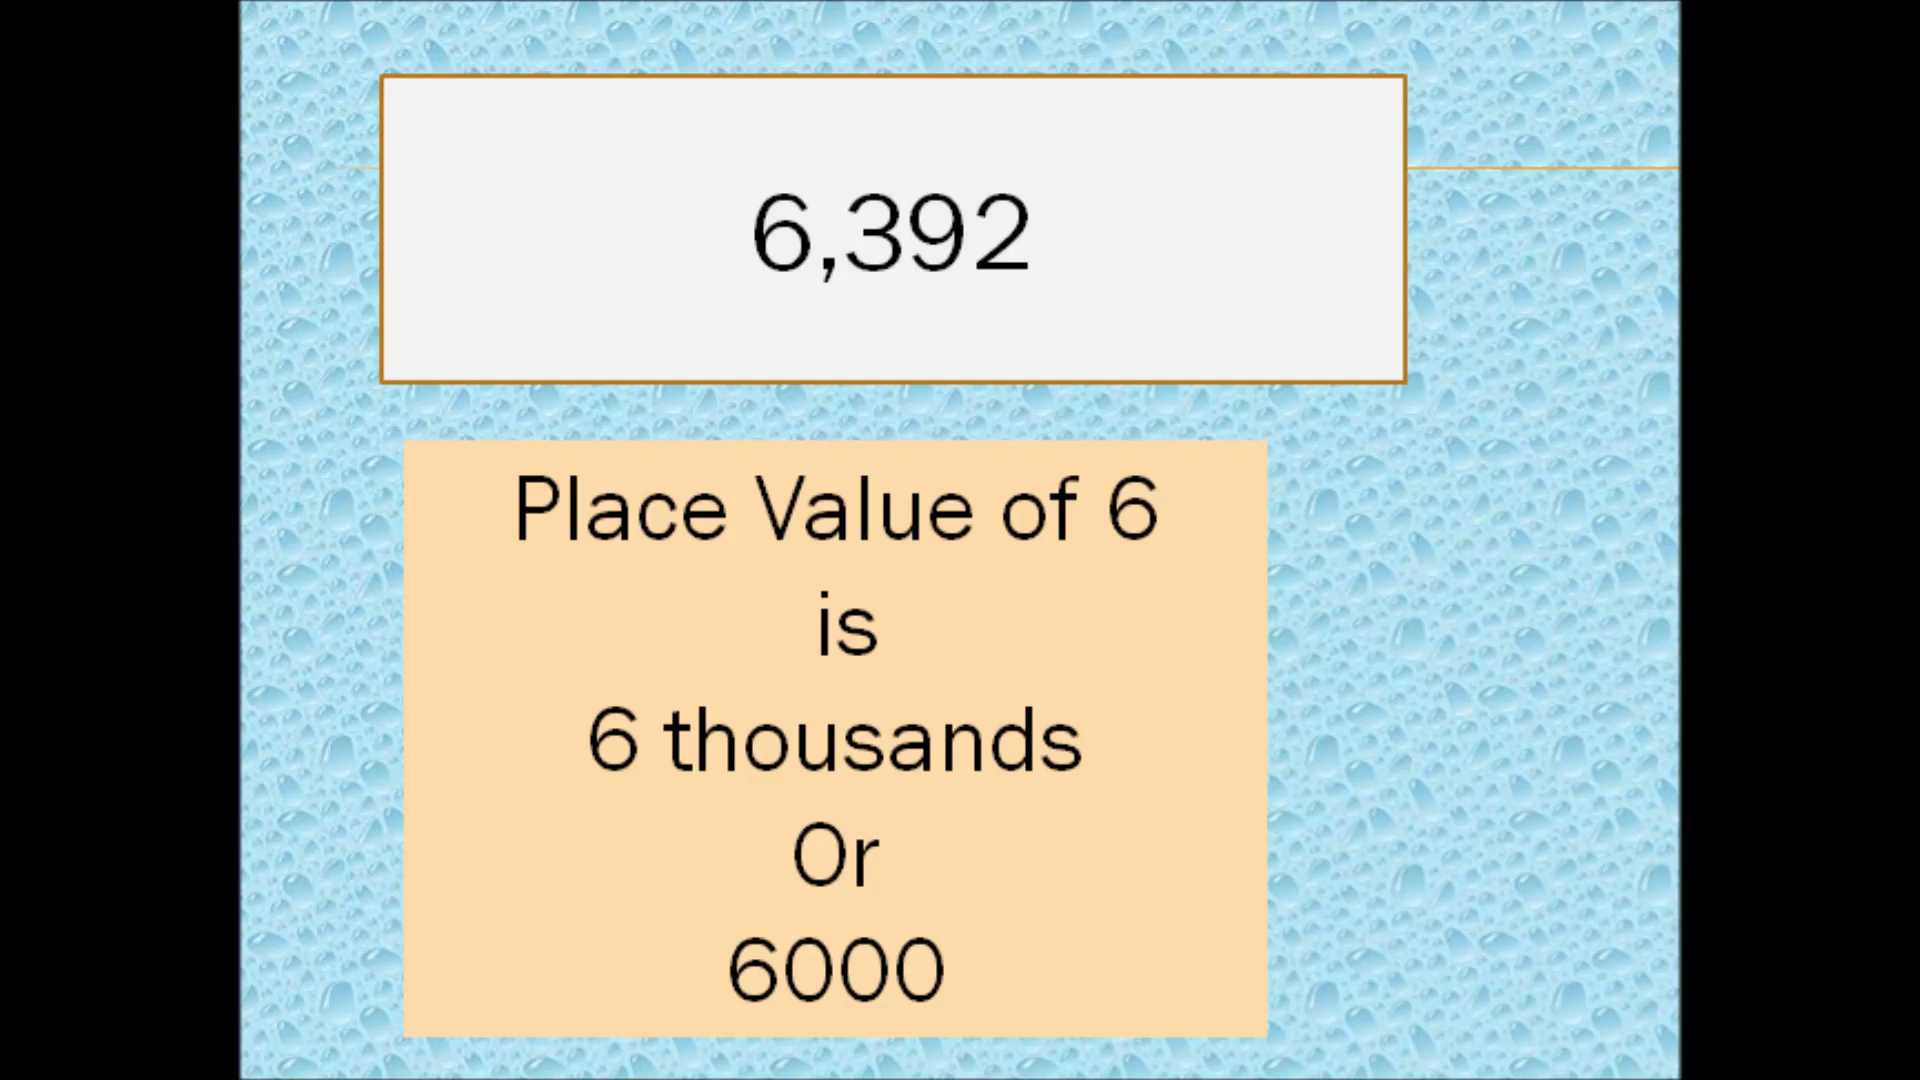 6,392
Place Value of 6
is
6 thousands
Or
6000